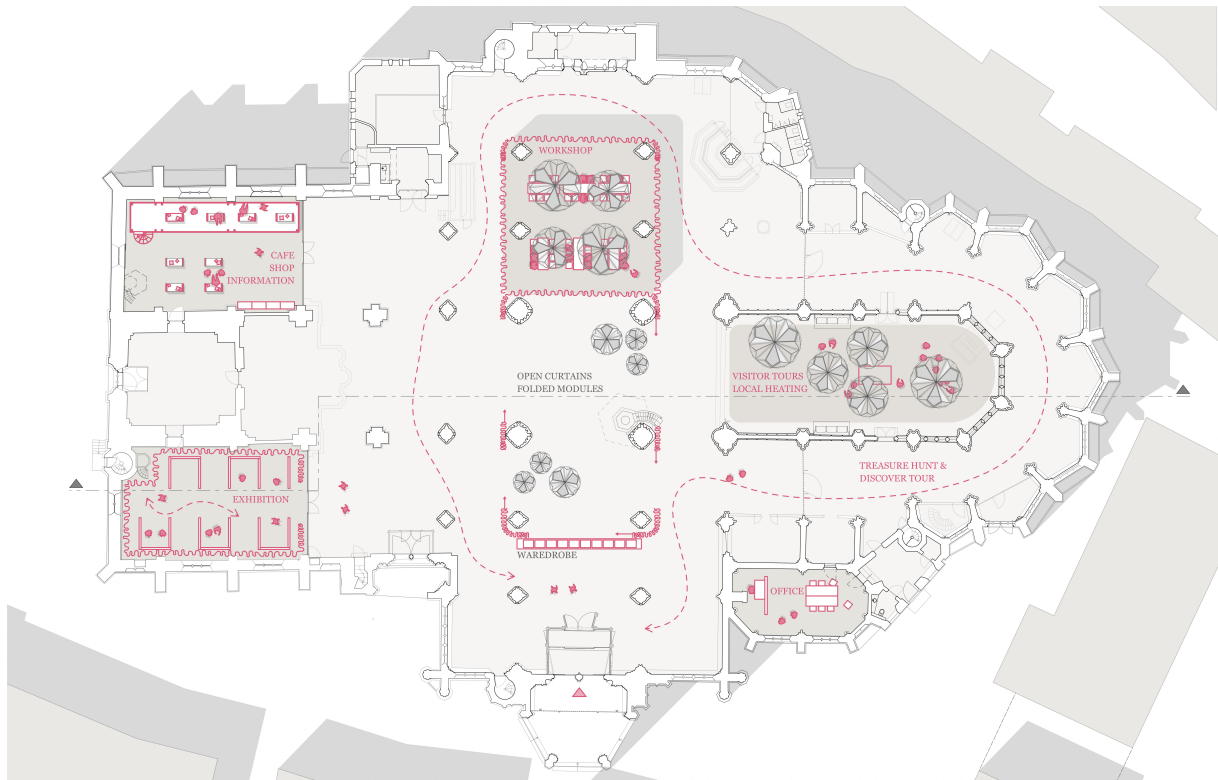 WORKSHOP
CAFE
SHOP
INFORMATION
OPEN CURTAINS
FOLDED MODULES
VISITOR TOURS
LOCAL HEATING
TREASURE HUNT &
DISCOVER TOUR
EXHIBITION
WAREDROBE
OFFICE